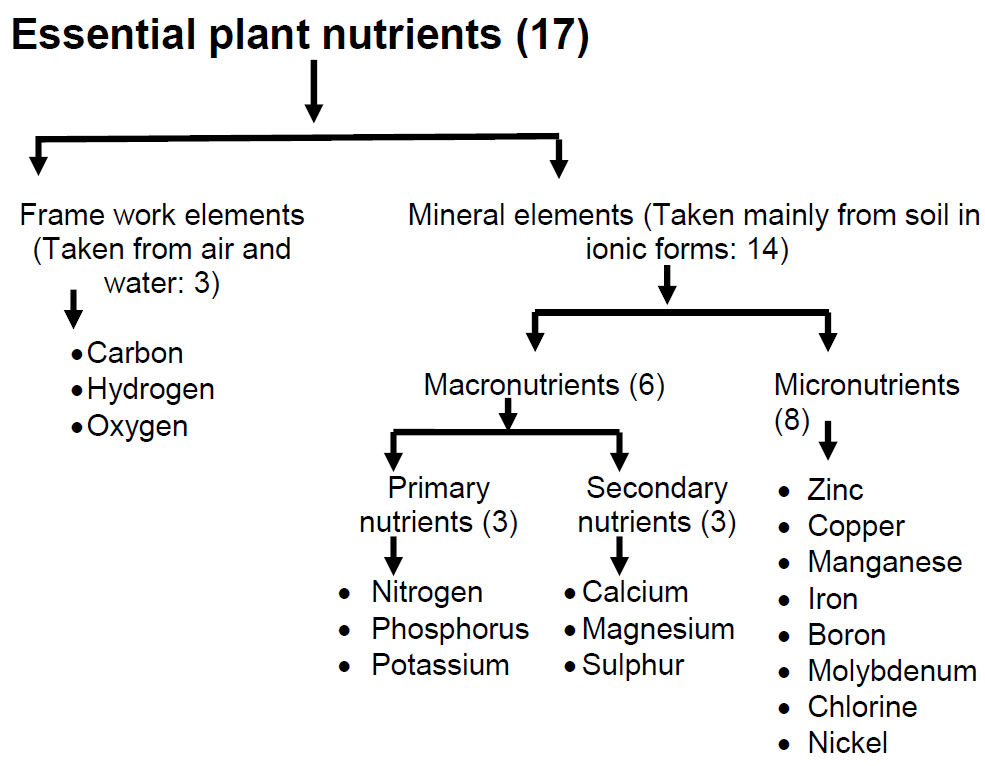 Essential plant nutrients (17)
Frame work elements
(Taken from air and
water: 3)
• Carbon
• Hydrogen
• Oxygen
Mineral elements (Taken mainly from soil in
ionic forms: 14)
Macronutrients (6)
Primary
nutrients (3)
• Nitrogen
• Phosphorus
• Potassium
Secondary
nutrients (3)
• Calcium
• Magnesium
• Sulphur
Micronutrients
(8)
• Zinc
• Copper
• Manganese
• Iron
• Boron
• Molybdenum
• Chlorine
• Nickel